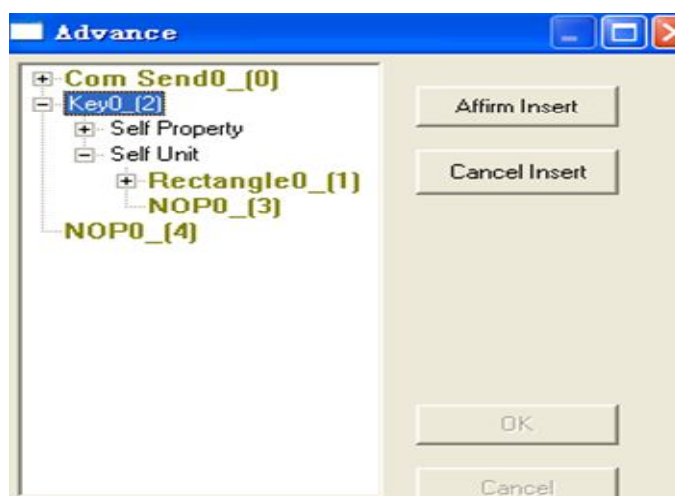 Advance
Com Send0_(0)
Key0_(2)
Self Property
Self Unit
Rectangle0_(1)
NOP0_(3)
NOP0_(4)
Affirm Insert
Cancel Insert
OK
Cancel